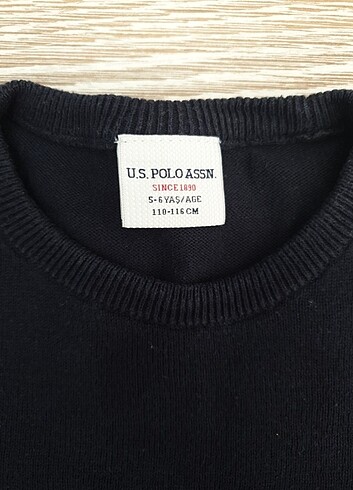 U.S. POLO ASSN.
SINCE 1890
5-6 YAŞ/AGE
110-116 CM